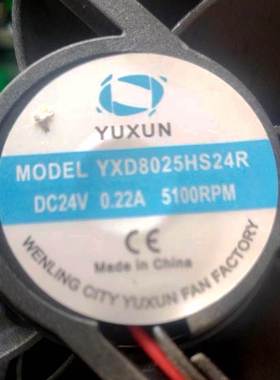 YUXUN
MODEL YXD8025HS24R
DC24V 0.22A 5100RPM
CE
Made in China
WENLING CITY YUXUN FAN FACTORY